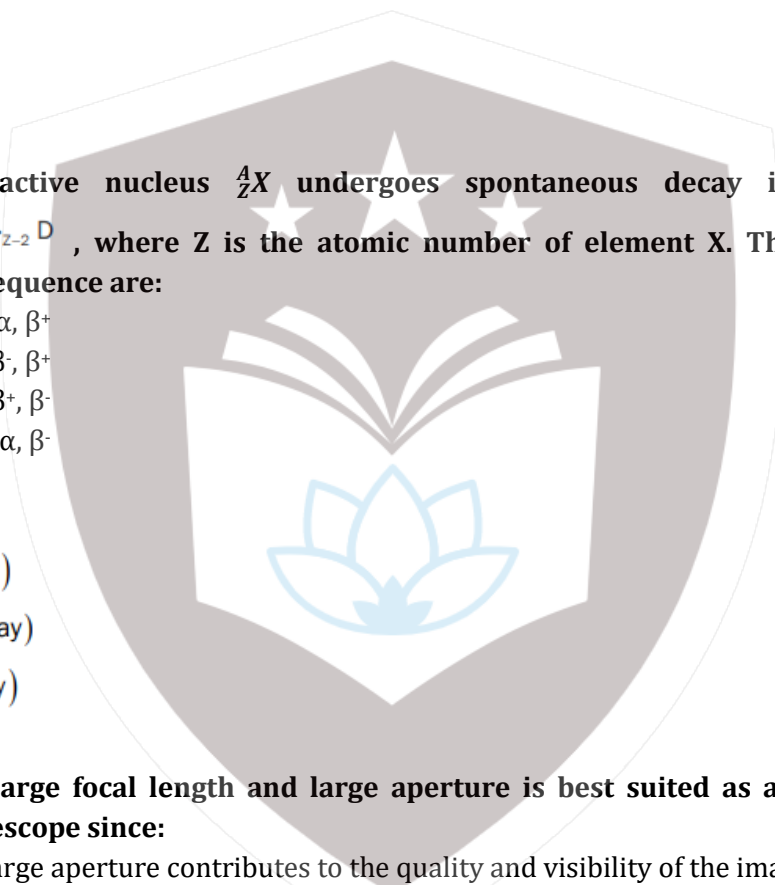 active nucleus ᴬ_ZX undergoes spontaneous decay i
z–2 D , where Z is the atomic number of element X. Th
equence are:
α, β⁺
β⁻, β⁺
β⁺, β⁻
α, β⁻
)
ay)
y)
large focal length and large aperture is best suited as a
escope since:
arge aperture contributes to the quality and visibility of the ima